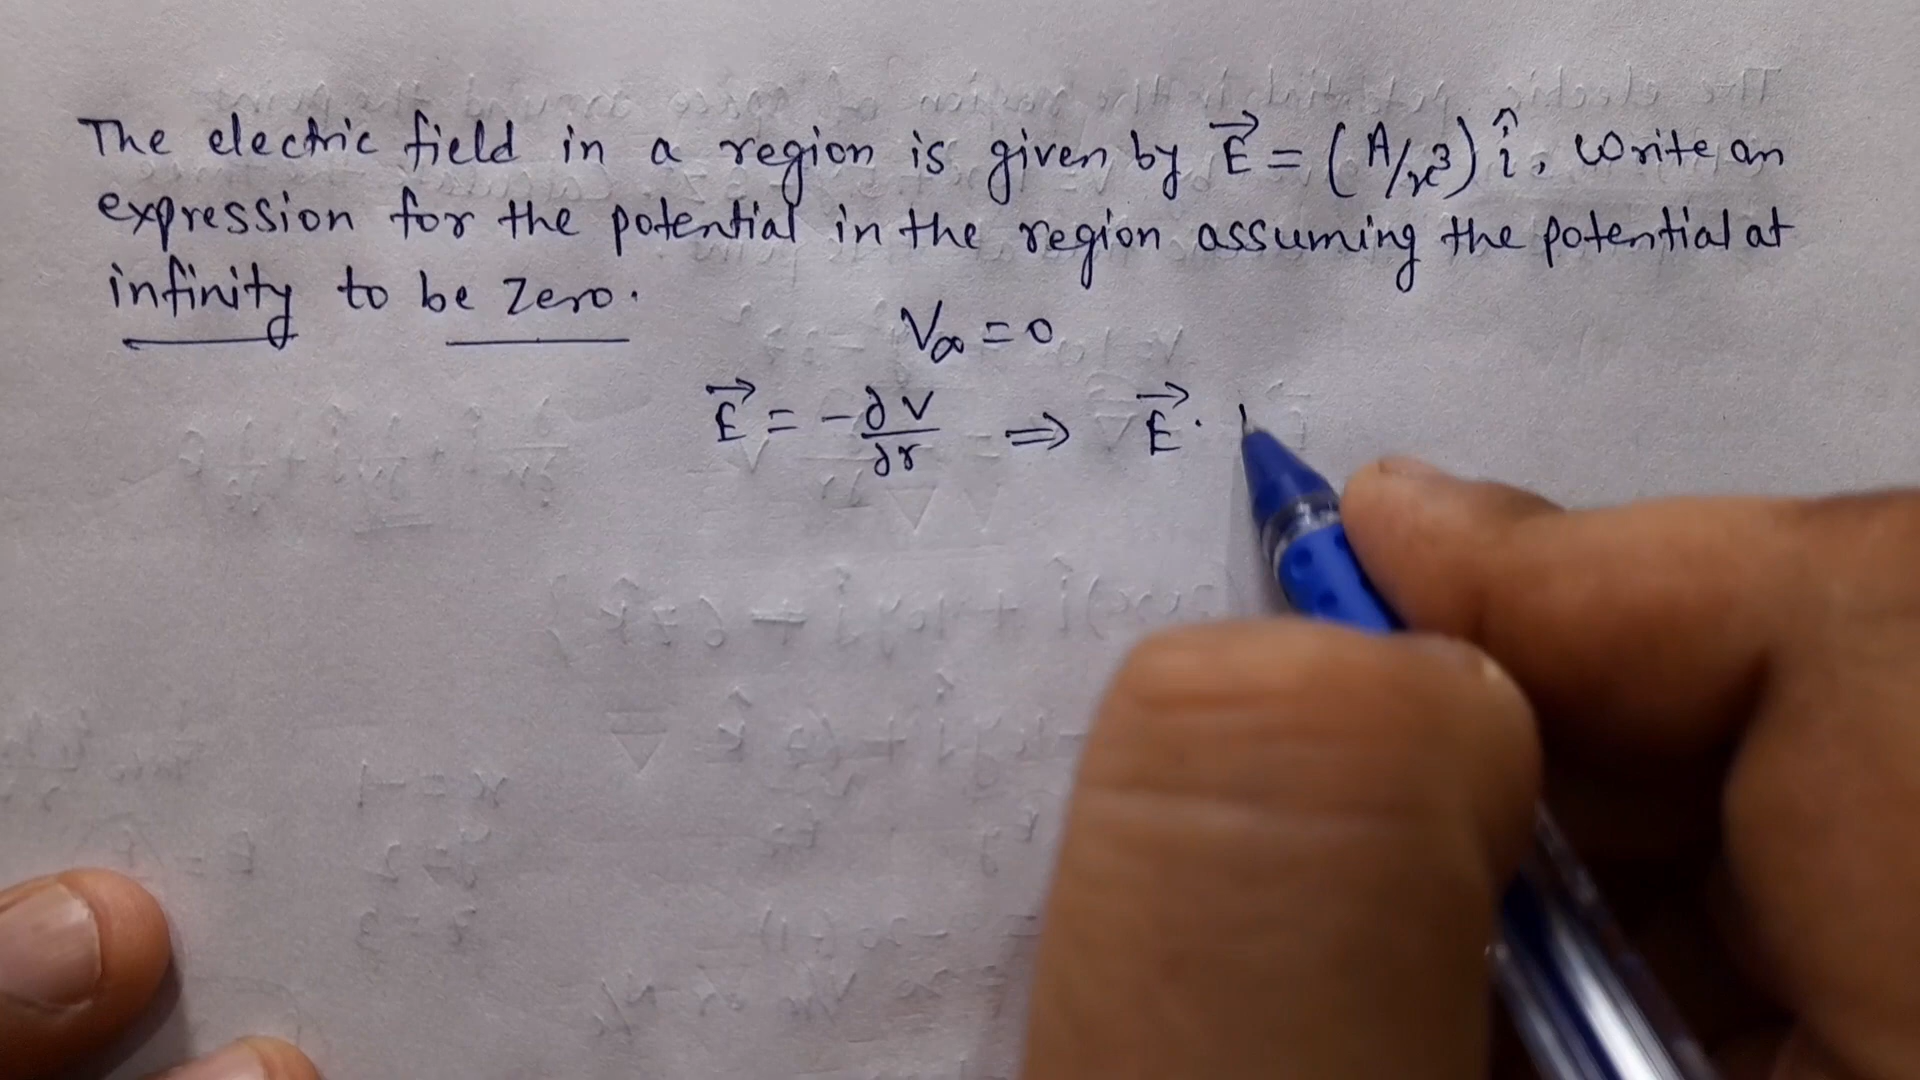 The electric field in a region is given by E⃗ = (A/x³) î. Write an
expression for the potential in the region assuming the potential at
infinity to be zero.
V∞ = 0
E⃗ = -∂V/∂r ⇒ E⃗ ·